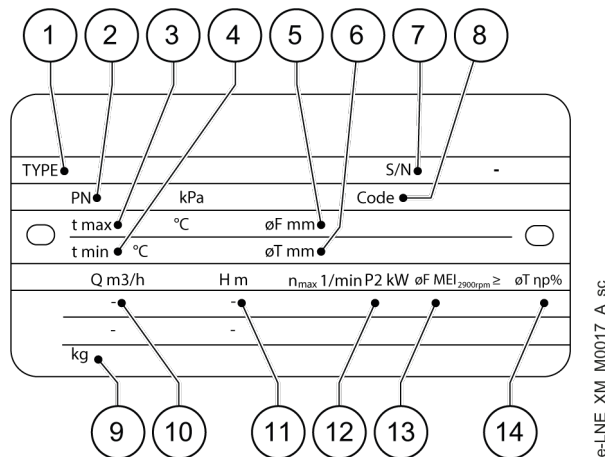 1 2 3 4 5 6 7 8
TYPE S/N -
PN kPa Code
t max °C øF mm
t min °C øT mm
Q m3/h H m nmax 1/min P2 kW øF MEI2900rpm ≥ øT ηp%
- -
- -
kg
9 10 11 12 13 14
e-LNE_XM_M0017_A_sc